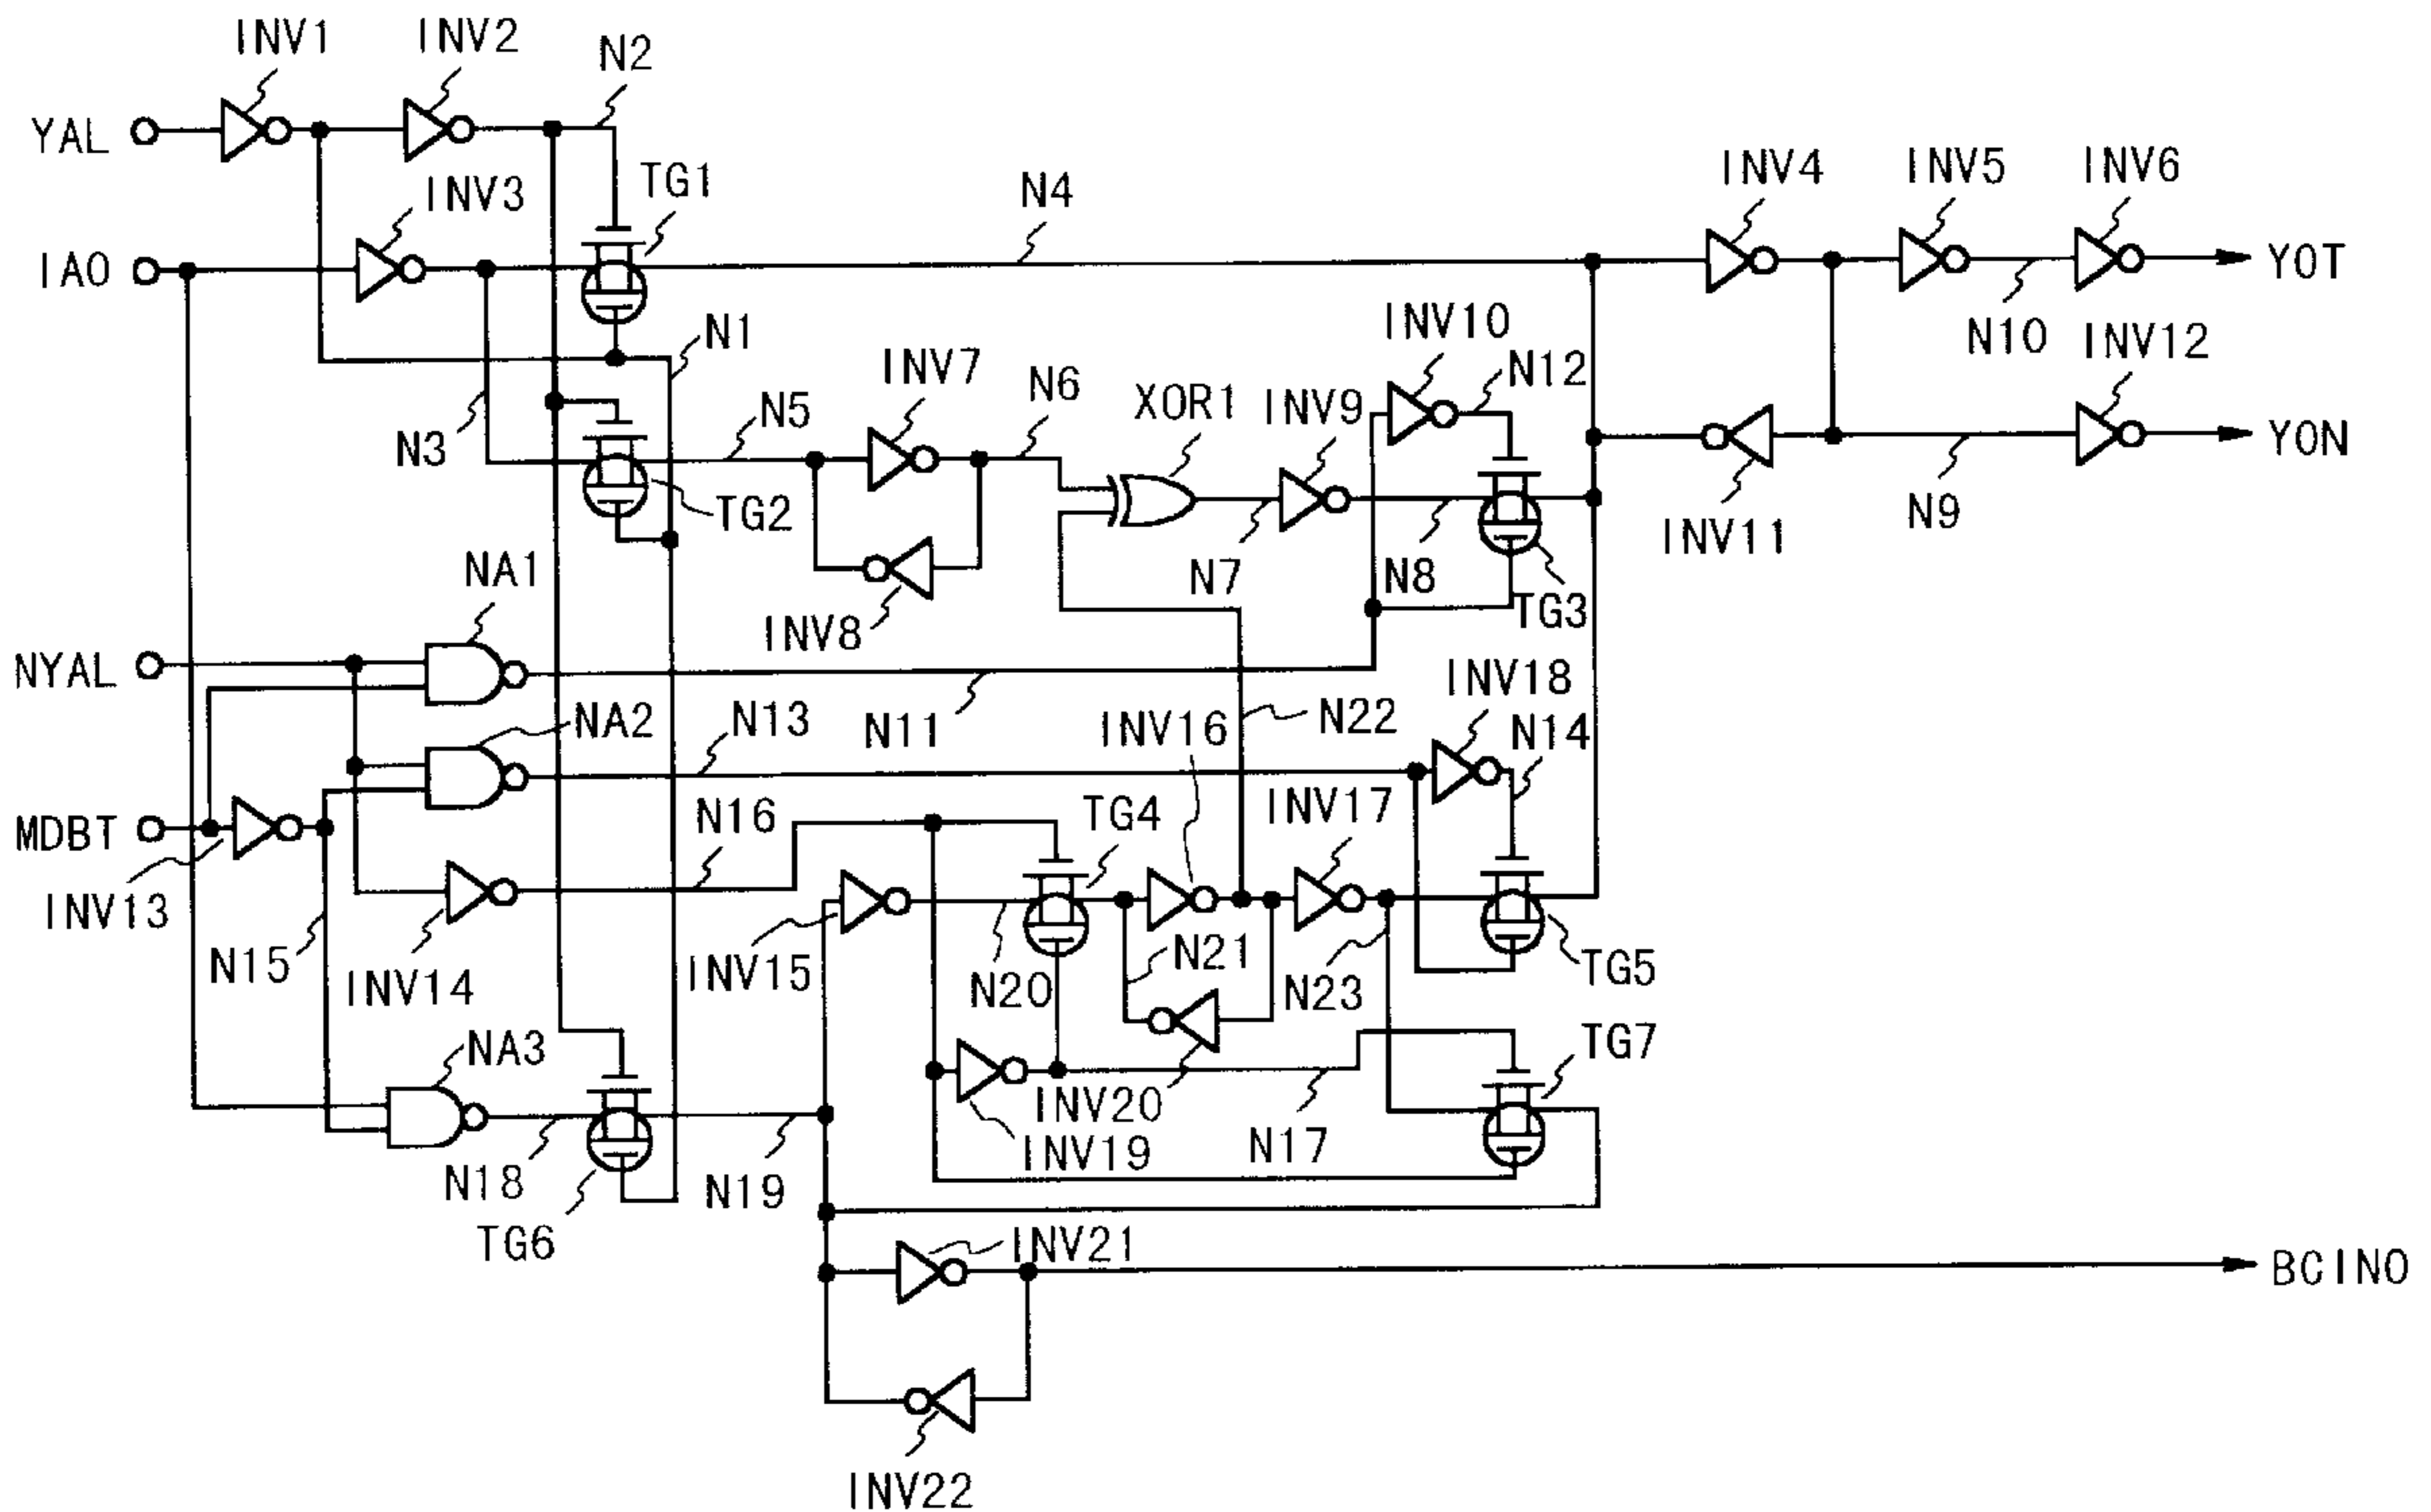 INV1
INV2
N2
YAL
INV3
TG1
N4
INV4
INV5
INV6
IA0
Y0T
N1
INV10
N10
INV12
INV7
N6
XOR1
INV9
N12
N3
N5
TG2
Y0N
INV11
N9
NA1
INV8
N7
N8
TG3
NYAL
NA2
N13
N11
INV16
N22
INV18
N14
MDBT
N16
TG4
INV17
INV13
N15
INV14
INV15
N20
N21
N23
TG5
NA3
INV20
TG7
N18
N19
INV19
N17
TG6
INV21
BCIN0
INV22